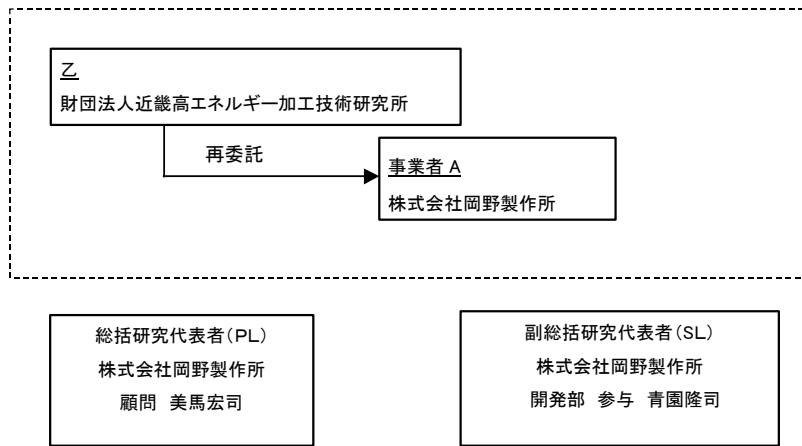 乙
財団法人近畿高エネルギー加工技術研究所
再委託
事業者 A
株式会社岡野製作所
総括研究代表者(PL)
株式会社岡野製作所
顧問 美馬宏司
副総括研究代表者(SL)
株式会社岡野製作所
開発部 参与 青園隆司